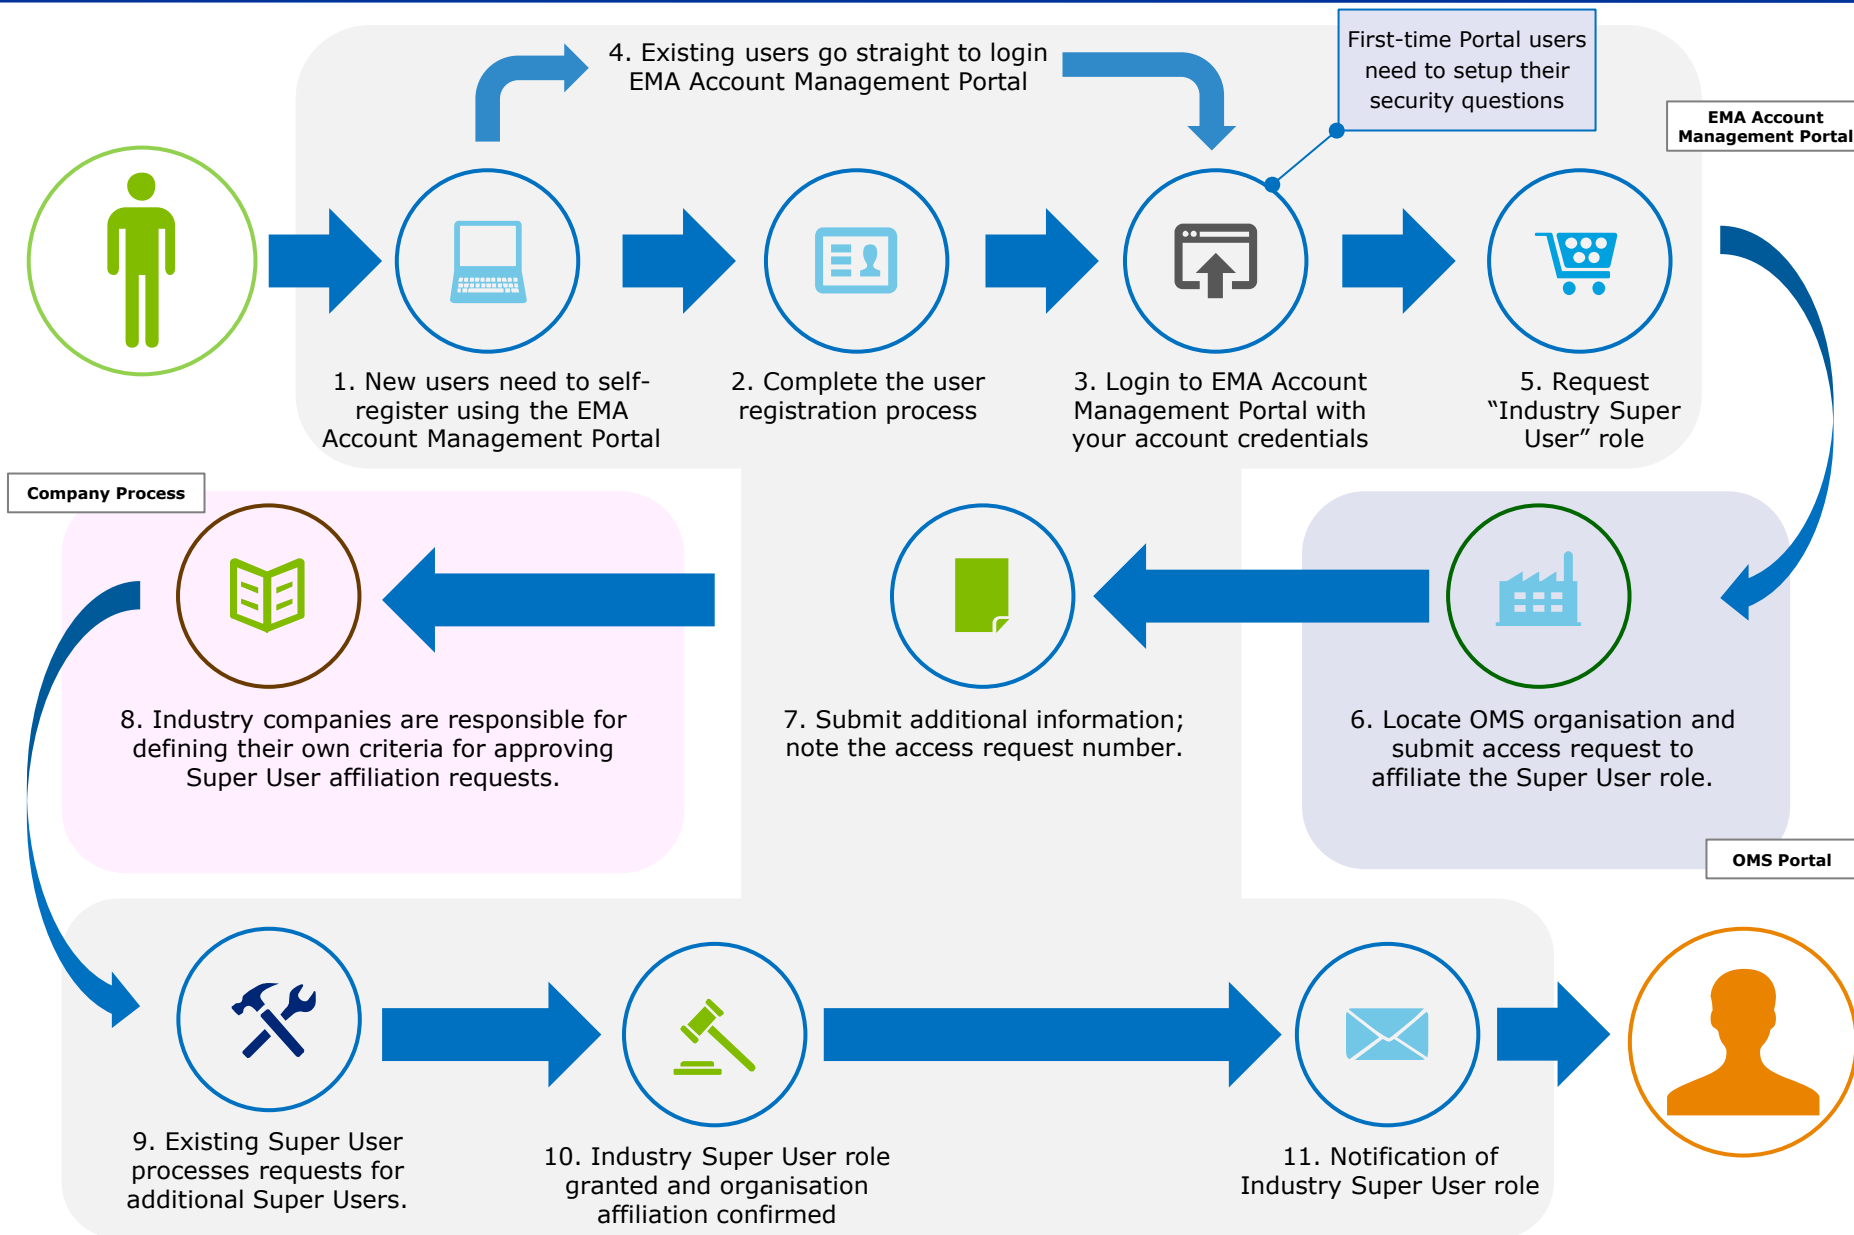 4. Existing users go straight to login
EMA Account Management Portal
First-time Portal users
need to setup their
security questions
EMA Account
Management Portal
1. New users need to self-
register using the EMA
Account Management Portal
2. Complete the user
registration process
3. Login to EMA Account
Management Portal with
your account credentials
5. Request
“Industry Super
User” role
Company Process
8. Industry companies are responsible for
defining their own criteria for approving
Super User affiliation requests.
7. Submit additional information;
note the access request number.
6. Locate OMS organisation and
submit access request to
affiliate the Super User role.
OMS Portal
9. Existing Super User
processes requests for
additional Super Users.
10. Industry Super User role
granted and organisation
affiliation confirmed
11. Notification of
Industry Super User role